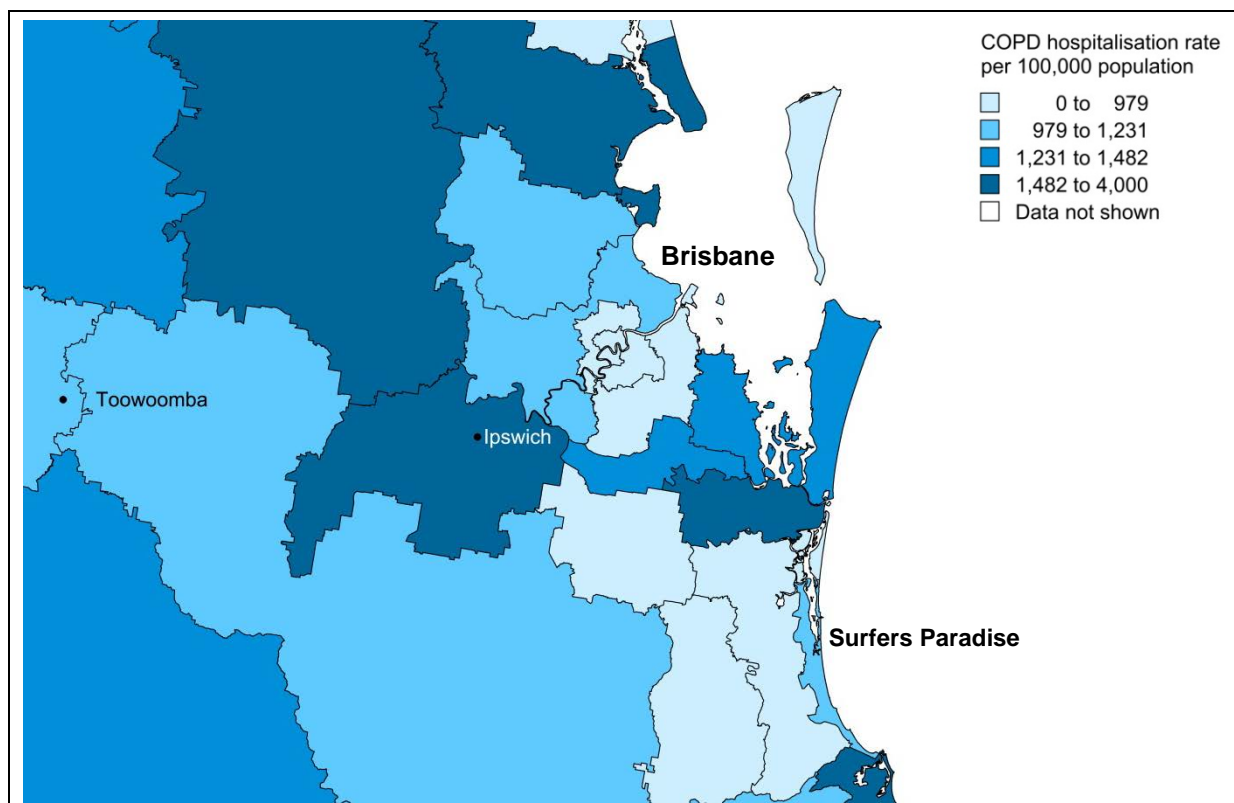 COPD hospitalisation rate
per 100,000 population
0 to 979
979 to 1,231
1,231 to 1,482
1,482 to 4,000
Data not shown
Brisbane
Toowoomba
Ipswich
Surfers Paradise